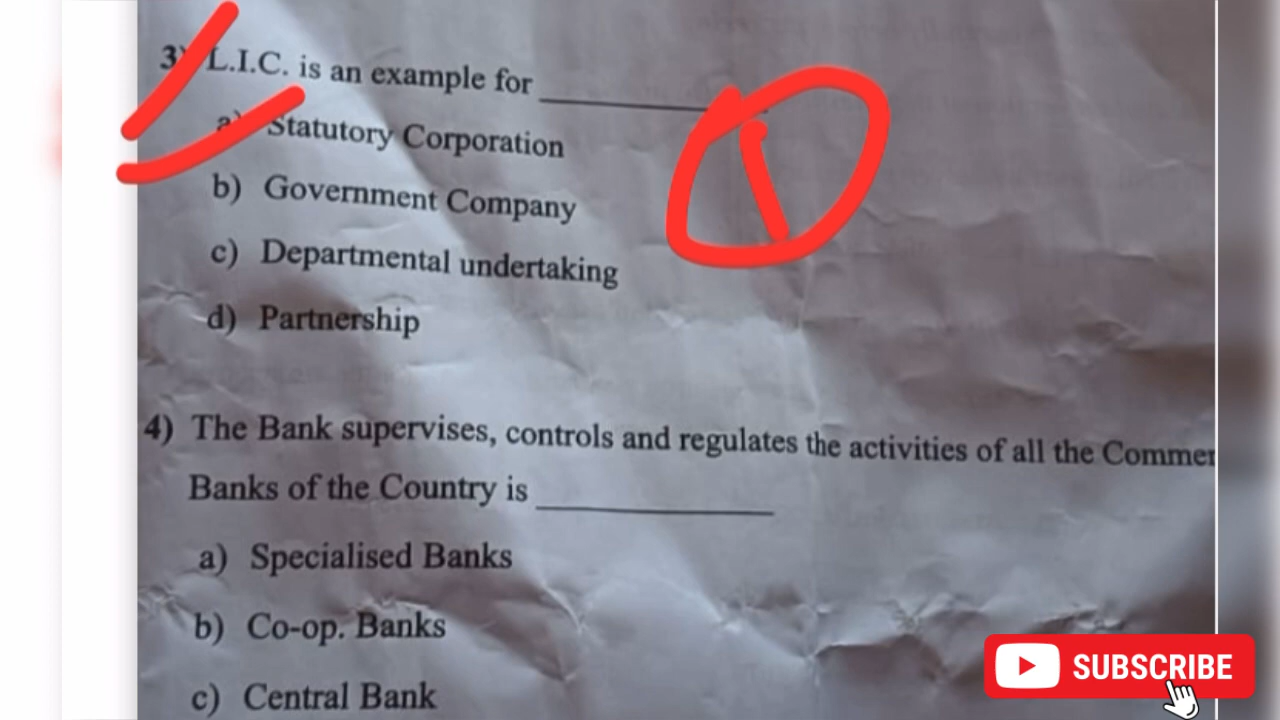 3) L.I.C. is an example for
a) Statutory Corporation
b) Government Company
c) Departmental undertaking
d) Partnership
1
4) The Bank supervises, controls and regulates the activities of all the Commer
Banks of the Country is
a) Specialised Banks
b) Co-op. Banks
c) Central Bank
SUBSCRIBE